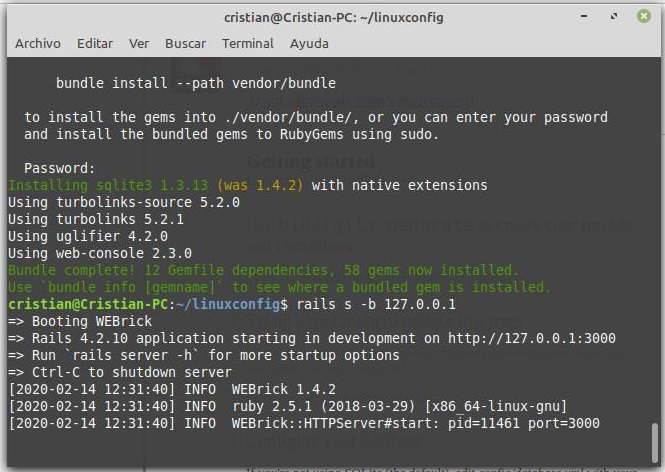 cristian@Cristian-PC: ~/linuxconfig
Archivo Editar Ver Buscar Terminal Ayuda
bundle install --path vendor/bundle
to install the gems into ./vendor/bundle/, or you can enter your password
and install the bundled gems to RubyGems using sudo.
Password:
Installing sqlite3 1.3.13 (was 1.4.2) with native extensions
Using turbolinks-source 5.2.0
Using turbolinks 5.2.1
Using uglifier 4.2.0
Using web-console 2.3.0
Bundle complete! 12 Gemfile dependencies, 58 gems now installed.
Use `bundle info [gemname]` to see where a bundled gem is installed.
cristian@Cristian-PC:~/linuxconfig$ rails s -b 127.0.0.1
=> Booting WEBrick
=> Rails 4.2.10 application starting in development on http://127.0.0.1:3000
=> Run `rails server -h` for more startup options
=> Ctrl-C to shutdown server
[2020-02-14 12:31:40] INFO  WEBrick 1.4.2
[2020-02-14 12:31:40] INFO  ruby 2.5.1 (2018-03-29) [x86_64-linux-gnu]
[2020-02-14 12:31:40] INFO  WEBrick::HTTPServer#start: pid=11461 port=3000